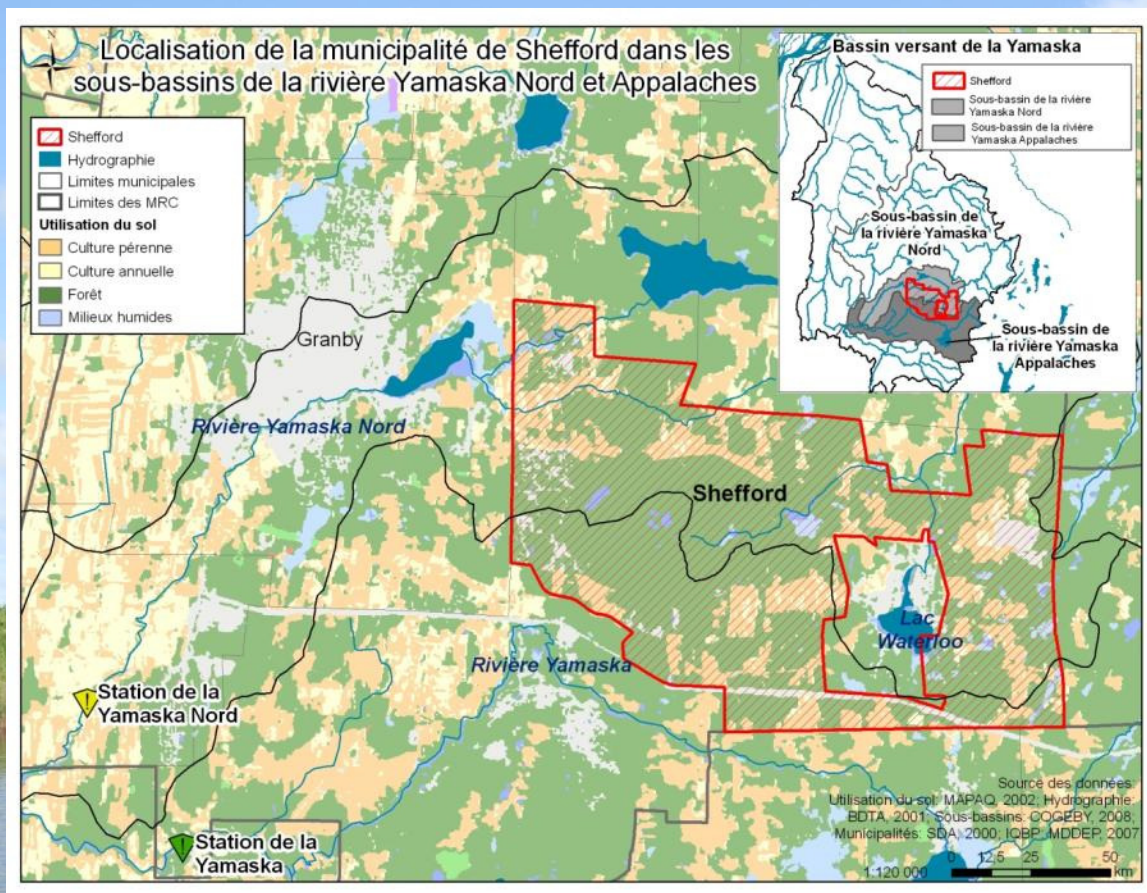 Localisation de la municipalité de Shefford dans les
sous-bassins de la rivière Yamaska Nord et Appalaches
N
Shefford
Hydrographie
Limites municipales
Limites des MRC
Utilisation du sol
Culture pérenne
Culture annuelle
Forêt
Milieux humides
Bassin versant de la Yamaska
Shefford
Sous-bassin de la rivière
Yamaska Nord
Sous-bassin de la rivière
Yamaska Appalaches
Sous-bassin de
la rivière Yamaska
Nord
Sous-bassin de
la rivière Yamaska
Appalaches
Granby
Rivière Yamaska Nord
Shefford
Lac
Waterloo
Rivière Yamaska
Station de la
Yamaska Nord
Station de la
Yamaska
Source des données:
Utilisation du sol: MAPAQ, 2002; Hydrographie:
BDTA, 2001; Sous-bassins: COGEBY, 2008;
Municipalités: SDA, 2000; IQBP: MDDEP, 2007
0 12,5 25 50
1:120 000 km